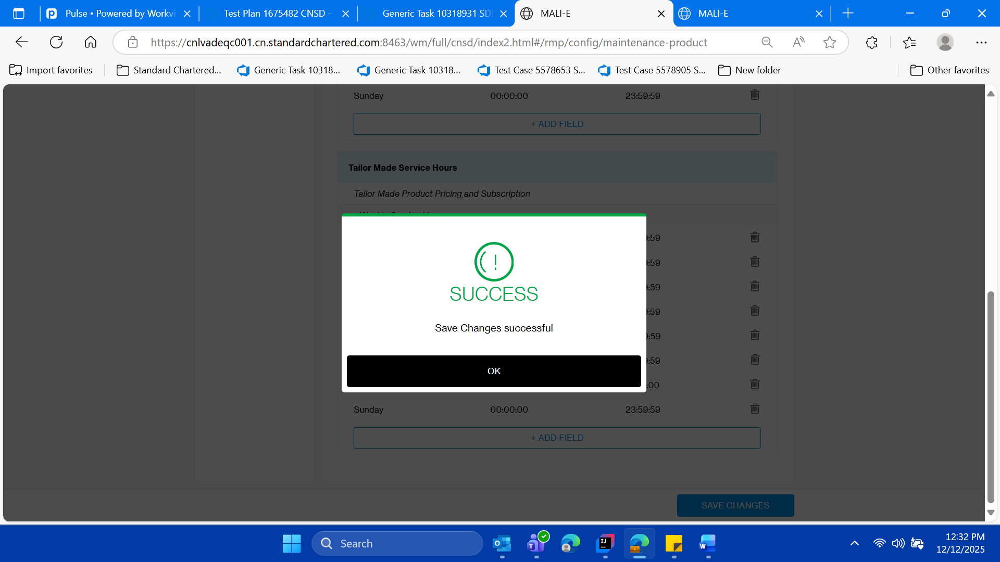 Pulse • Powered by Workvi
Test Plan 1675482 CNSD -
Generic Task 10318931 SD
MALI-E
MALI-E
https://cnlvadeqc001.cn.standardchartered.com:8463/wm/full/cnsd/index2.html#/rmp/config/maintenance-product
Import favorites
Standard Chartered...
Generic Task 10318...
Generic Task 10318...
Test Case 5578653 S...
Test Case 5578905 S...
New folder
Other favorites
Sunday 00:00:00 23:59:59
+ ADD FIELD
Tailor Made Service Hours
Tailor Made Product Pricing and Subscription
:59
:59
:59
:59
:59
:59
:00
SUCCESS
Save Changes successful
OK
Sunday 00:00:00 23:59:59
+ ADD FIELD
SAVE CHANGES
Search
12:32 PM
12/12/2025